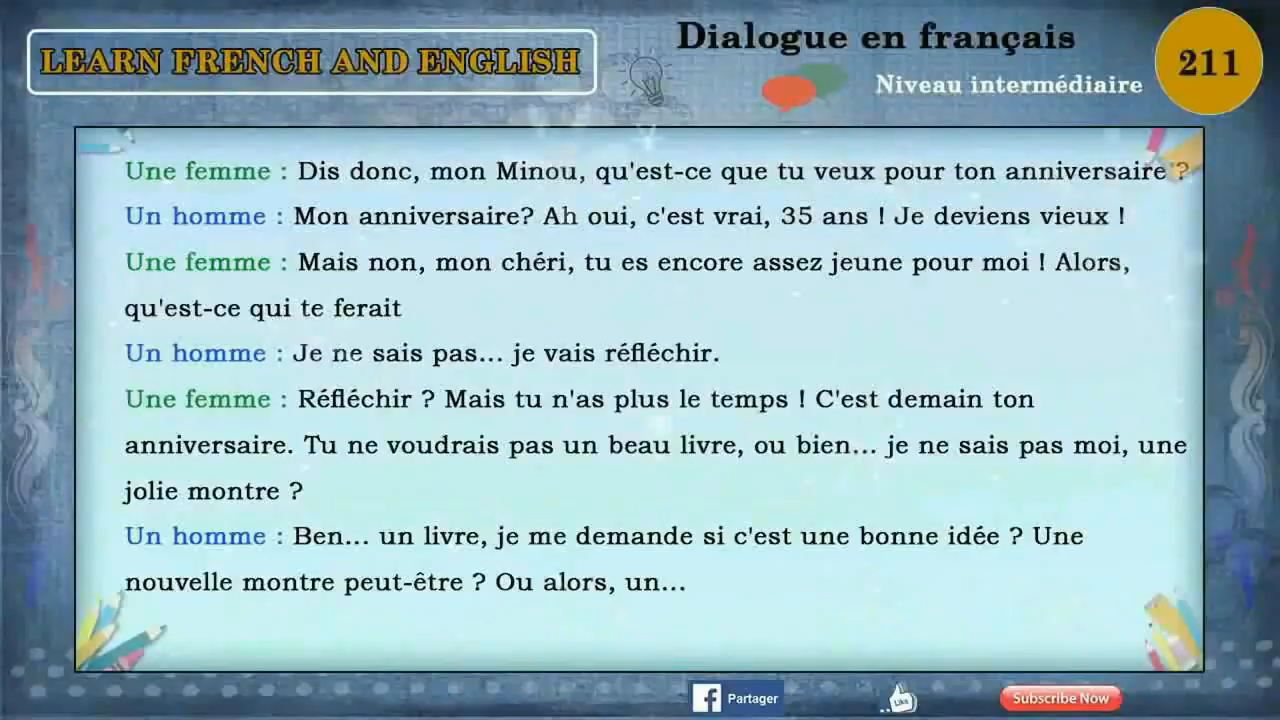 LEARN FRENCH AND ENGLISH
Dialogue en français
Niveau intermédiaire
211
Une femme : Dis donc, mon Minou, qu'est-ce que tu veux pour ton anniversaire ?
Un homme : Mon anniversaire? Ah oui, c'est vrai, 35 ans ! Je deviens vieux !
Une femme : Mais non, mon chéri, tu es encore assez jeune pour moi ! Alors,
qu'est-ce qui te ferait
Un homme : Je ne sais pas... je vais réfléchir.
Une femme : Réfléchir ? Mais tu n'as plus le temps ! C'est demain ton
anniversaire. Tu ne voudrais pas un beau livre, ou bien... je ne sais pas moi, une
jolie montre ?
Un homme : Ben... un livre, je me demande si c'est une bonne idée ? Une
nouvelle montre peut-être ? Ou alors, un...
f Partager
Like
Subscribe Now